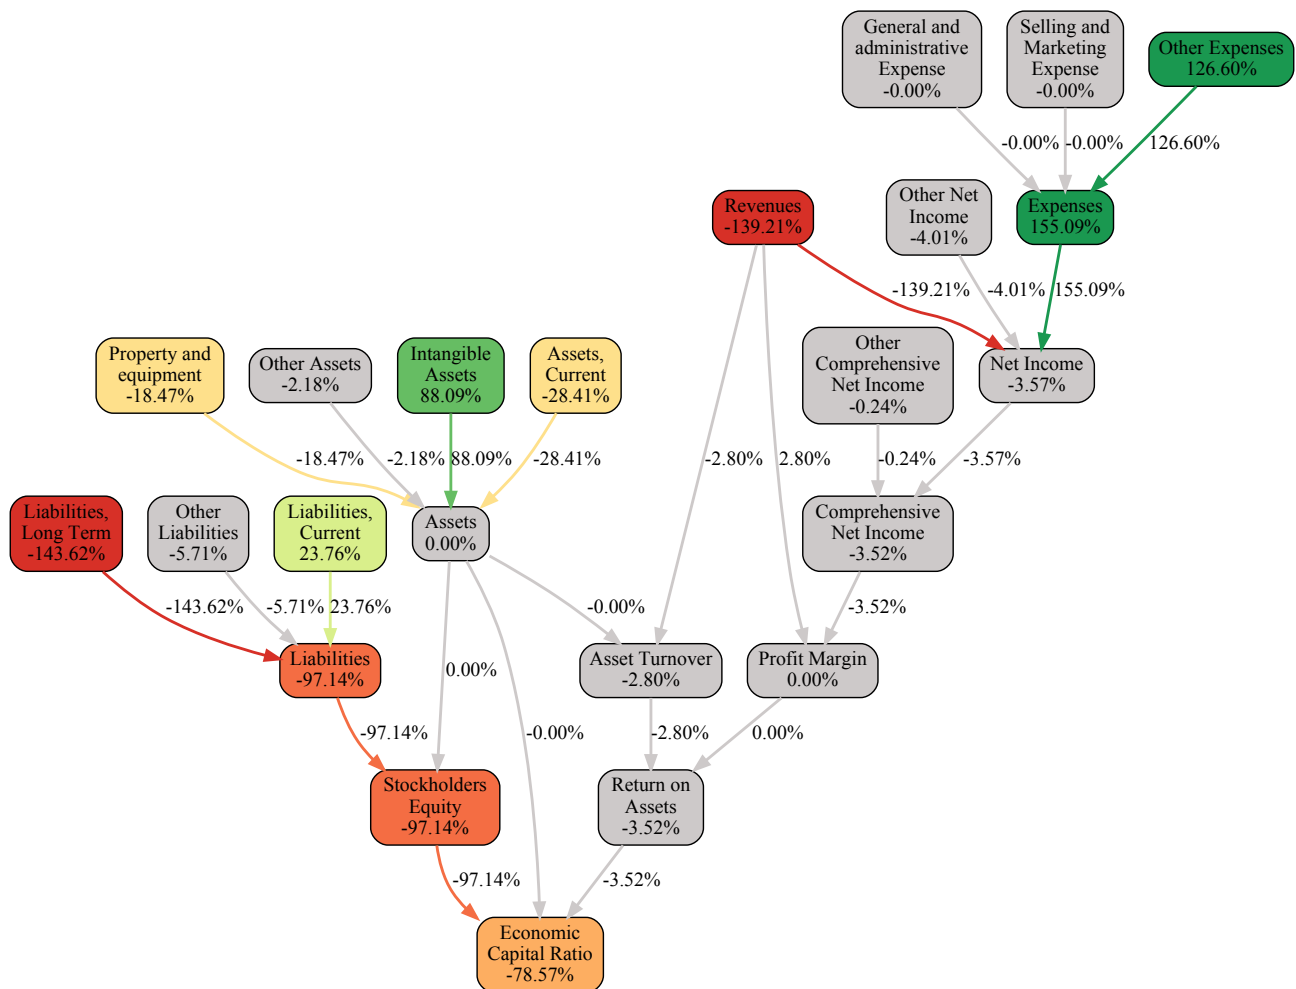 General and
administrative
Expense
-0.00%
Selling and
Marketing
Expense
-0.00%
Other Expenses
126.60%
-0.00%
-0.00%
126.60%
Revenues
-139.21%
Other Net
Income
-4.01%
Expenses
155.09%
-139.21%
-4.01%
155.09%
Property and
equipment
-18.47%
Other Assets
-2.18%
Intangible
Assets
88.09%
Assets,
Current
-28.41%
Other
Comprehensive
Net Income
-0.24%
Net Income
-3.57%
-18.47%
-2.18%
88.09%
-28.41%
-2.80%
2.80%
-0.24%
-3.57%
Liabilities,
Long Term
-143.62%
Other
Liabilities
-5.71%
Liabilities,
Current
23.76%
Assets
0.00%
Comprehensive
Net Income
-3.52%
-143.62%
-5.71%
23.76%
-0.00%
-3.52%
Liabilities
-97.14%
0.00%
Asset Turnover
-2.80%
Profit Margin
0.00%
-97.14%
-0.00%
-2.80%
0.00%
Stockholders
Equity
-97.14%
Return on
Assets
-3.52%
-97.14%
-3.52%
Economic
Capital Ratio
-78.57%